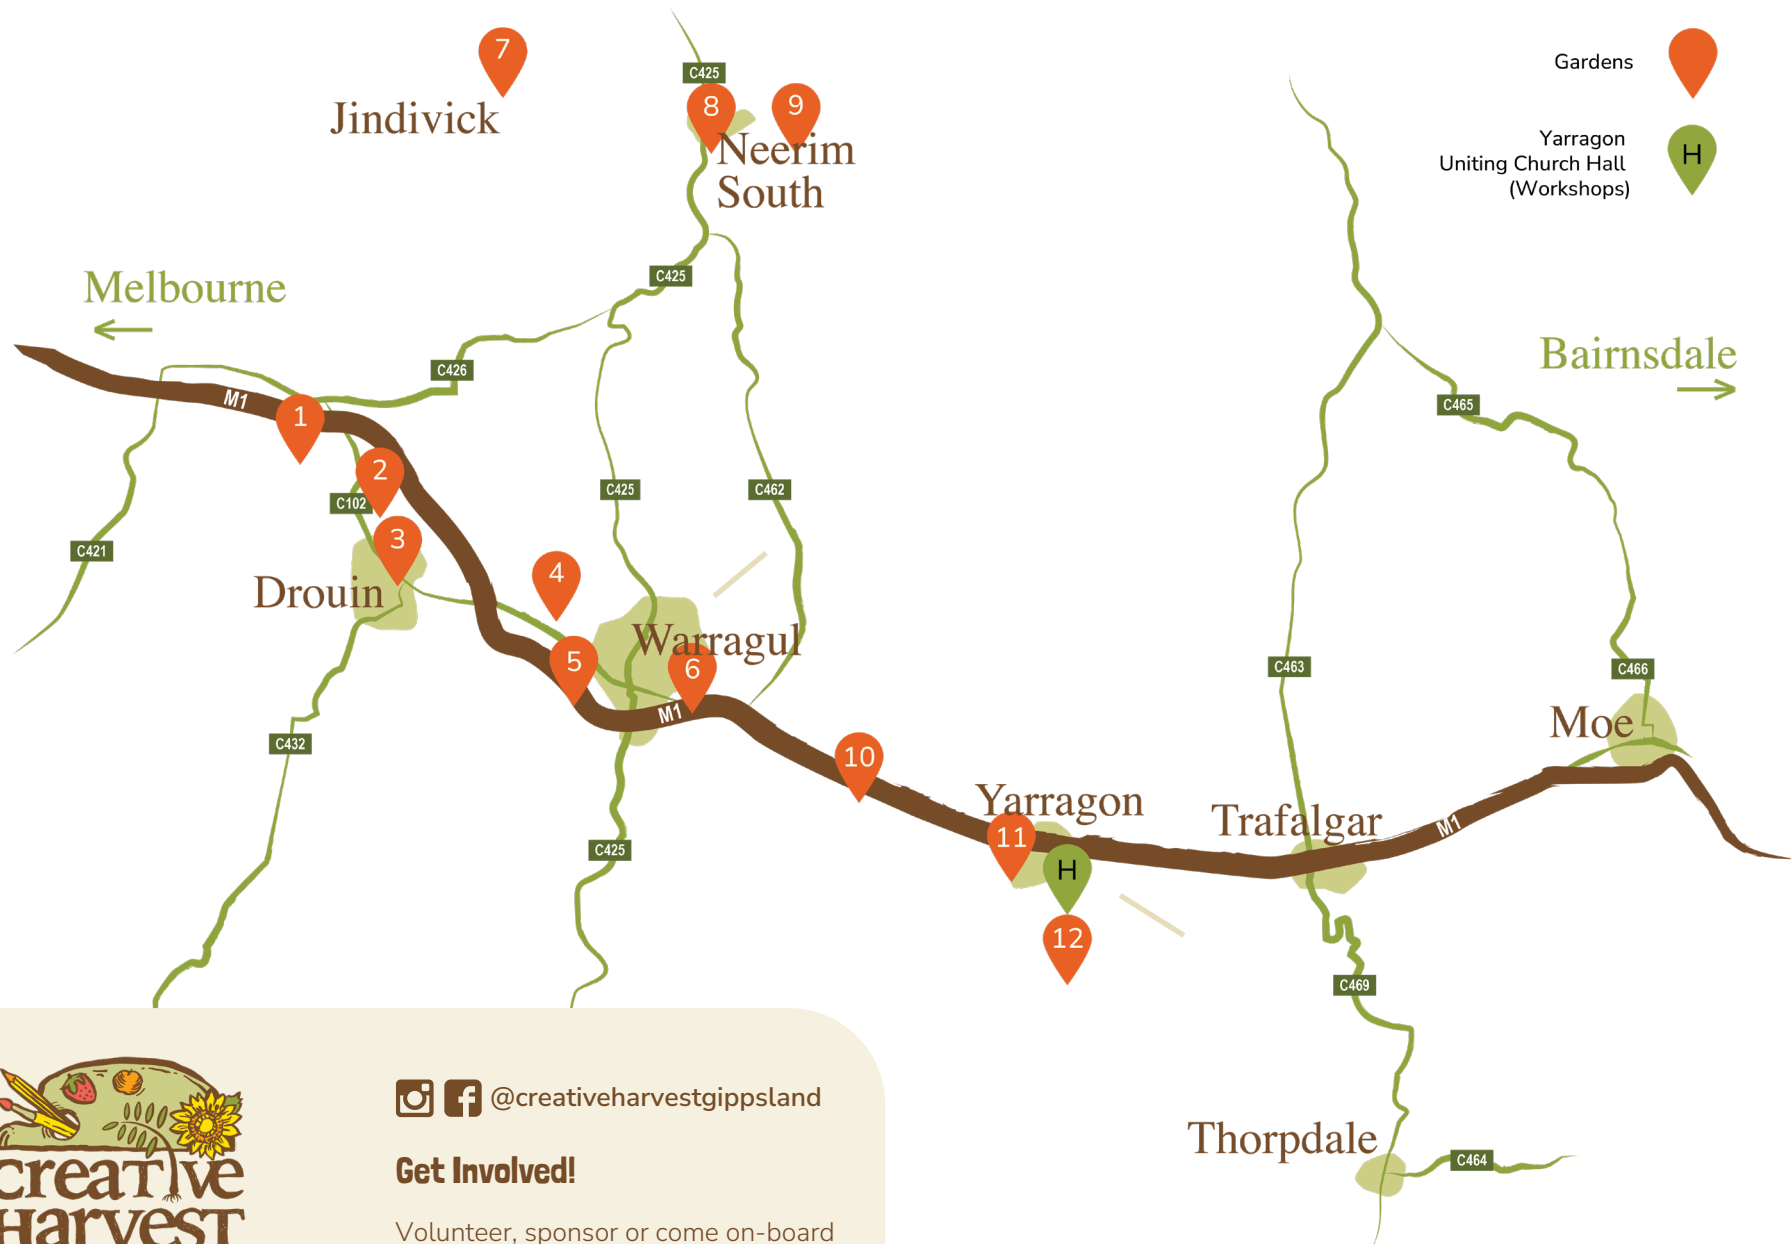 7
Jindivick
C425
8
9
Neerim
South
Gardens
Yarragon
Uniting Church Hall
(Workshops)
H
Melbourne
C425
Bairnsdale
C426
M1
1
C465
2
C102
C425
C462
3
C421
4
Drouin
Warragul
5
6
C463
C466
M1
Moe
C432
10
Yarragon
Trafalgar
M1
11
C425
H
12
C469
Thorpdale
C464
@creativeharvestgippsland
Get Involved!
Volunteer, sponsor or come on-board
creative
Harvest